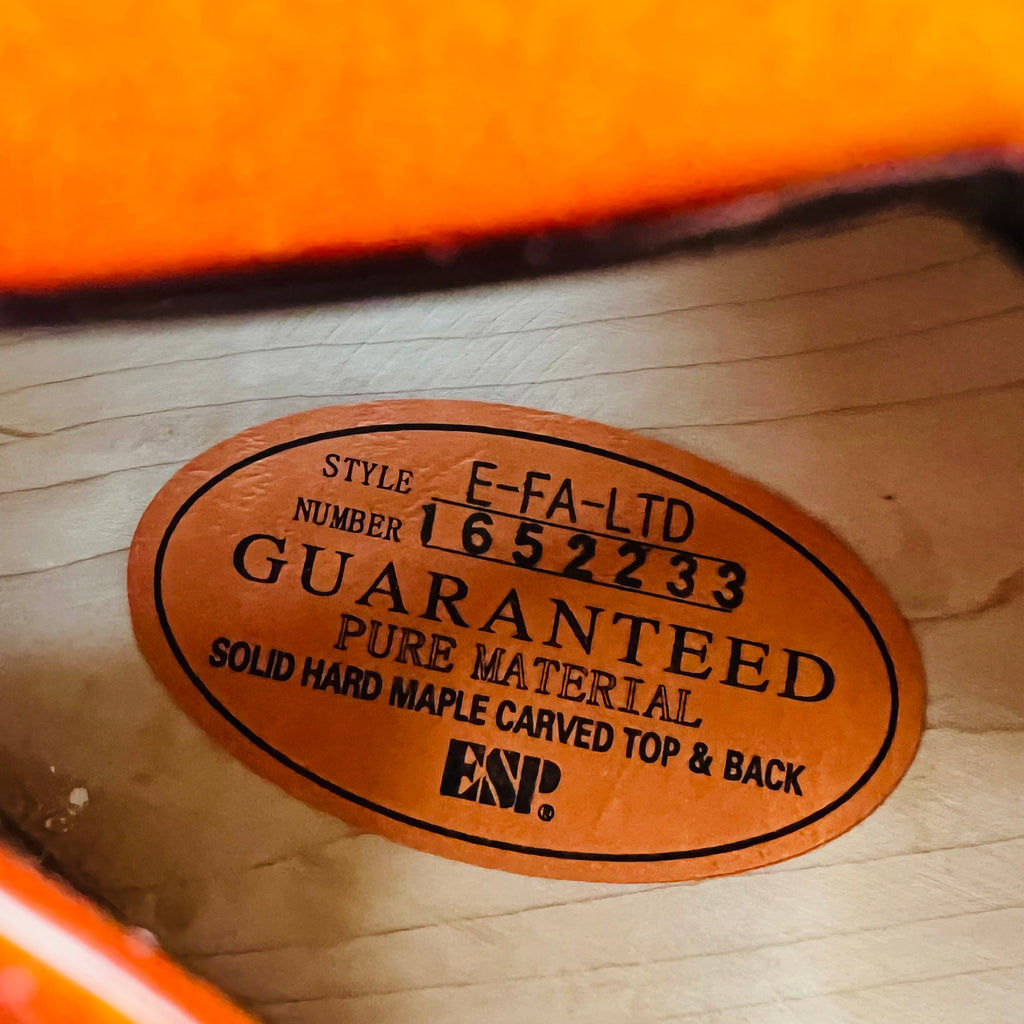 STYLE E-FA-LTD
NUMBER 1652233
GUARANTEED
PURE MATERIAL
SOLID HARD MAPLE CARVED TOP & BACK
ESP®